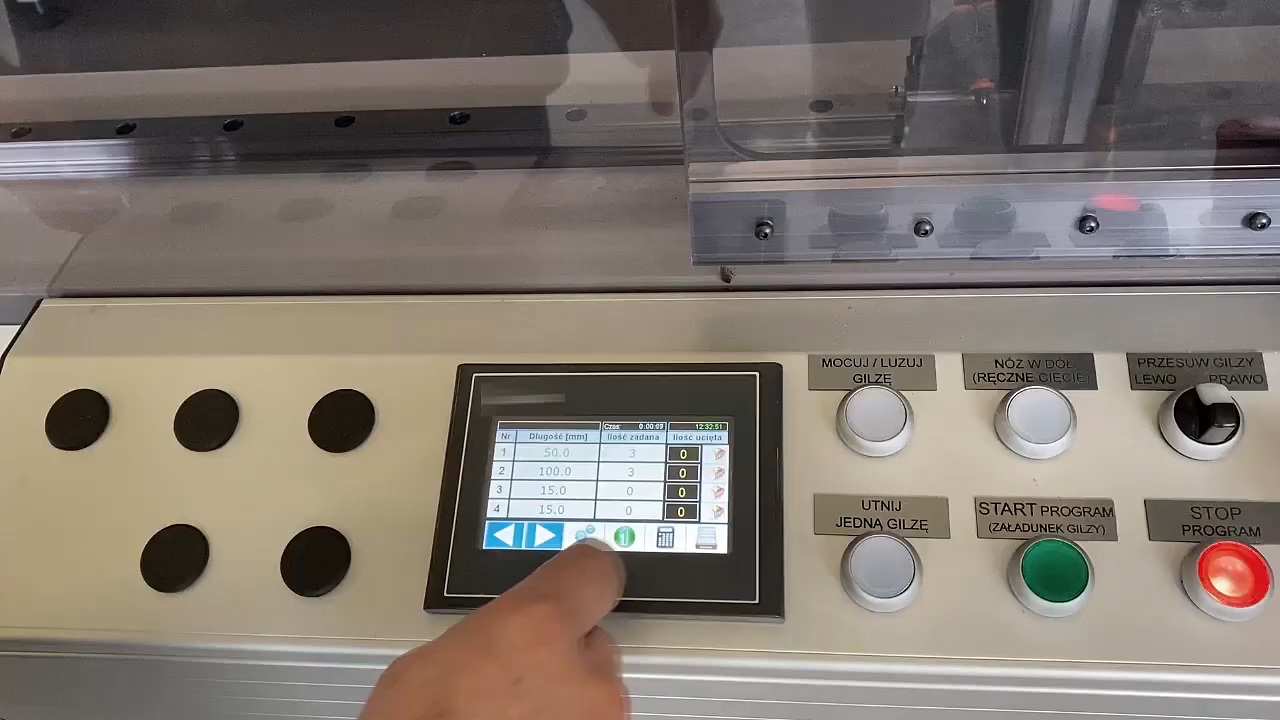 MOCUJ / LUZUJ
GILZĘ
NÓŻ W DÓŁ
(RĘCZNE CIĘCIE)
PRZESUW GILZY
LEWO PRAWO
Czas: 0:00:09 12:32:51
Nr Długość [mm] Ilość zadana Ilość ucięta
1 50.0 3 0
2 100.0 3 0
3 15.0 0 0
4 15.0 0 0
1
UTNIJ
JEDNĄ GILZĘ
START PROGRAM
(ZAŁADUNEK GILZY)
STOP
PROGRAM